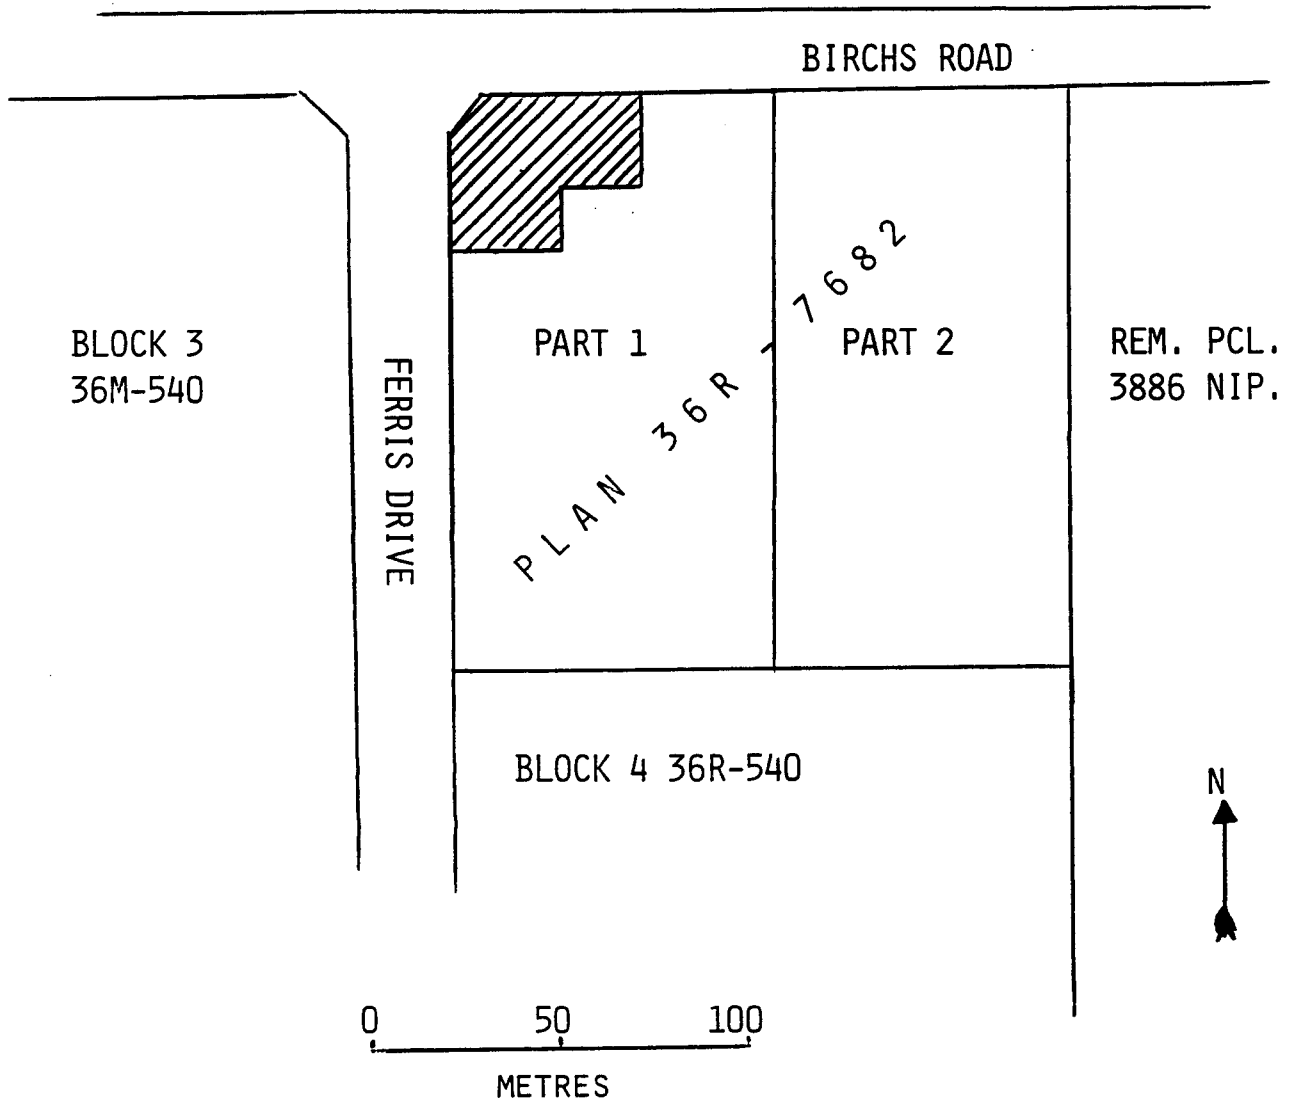 BIRCHS ROAD
BLOCK 3
36M-540
FERRIS DRIVE
PART 1
PLAN 36R-7682
PART 2
REM. PCL.
3886 NIP.
BLOCK 4 36R-540
N
0 50 100
METRES